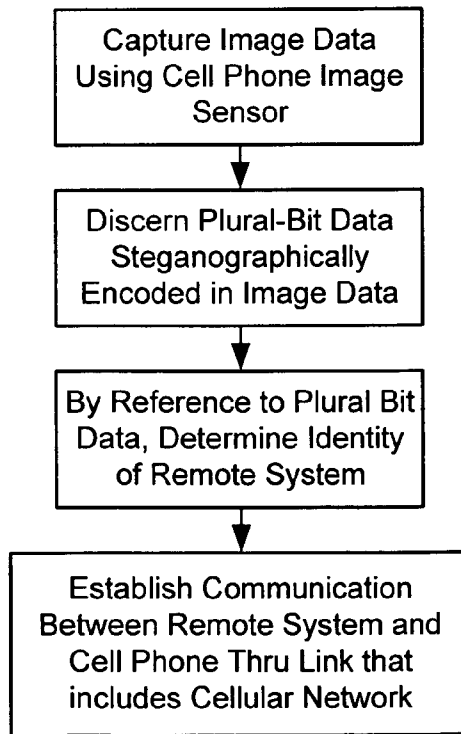 Capture Image Data
Using Cell Phone Image
Sensor
Discern Plural-Bit Data
Steganographically
Encoded in Image Data
By Reference to Plural Bit
Data, Determine Identity
of Remote System
Establish Communication
Between Remote System and
Cell Phone Thru Link that
includes Cellular Network